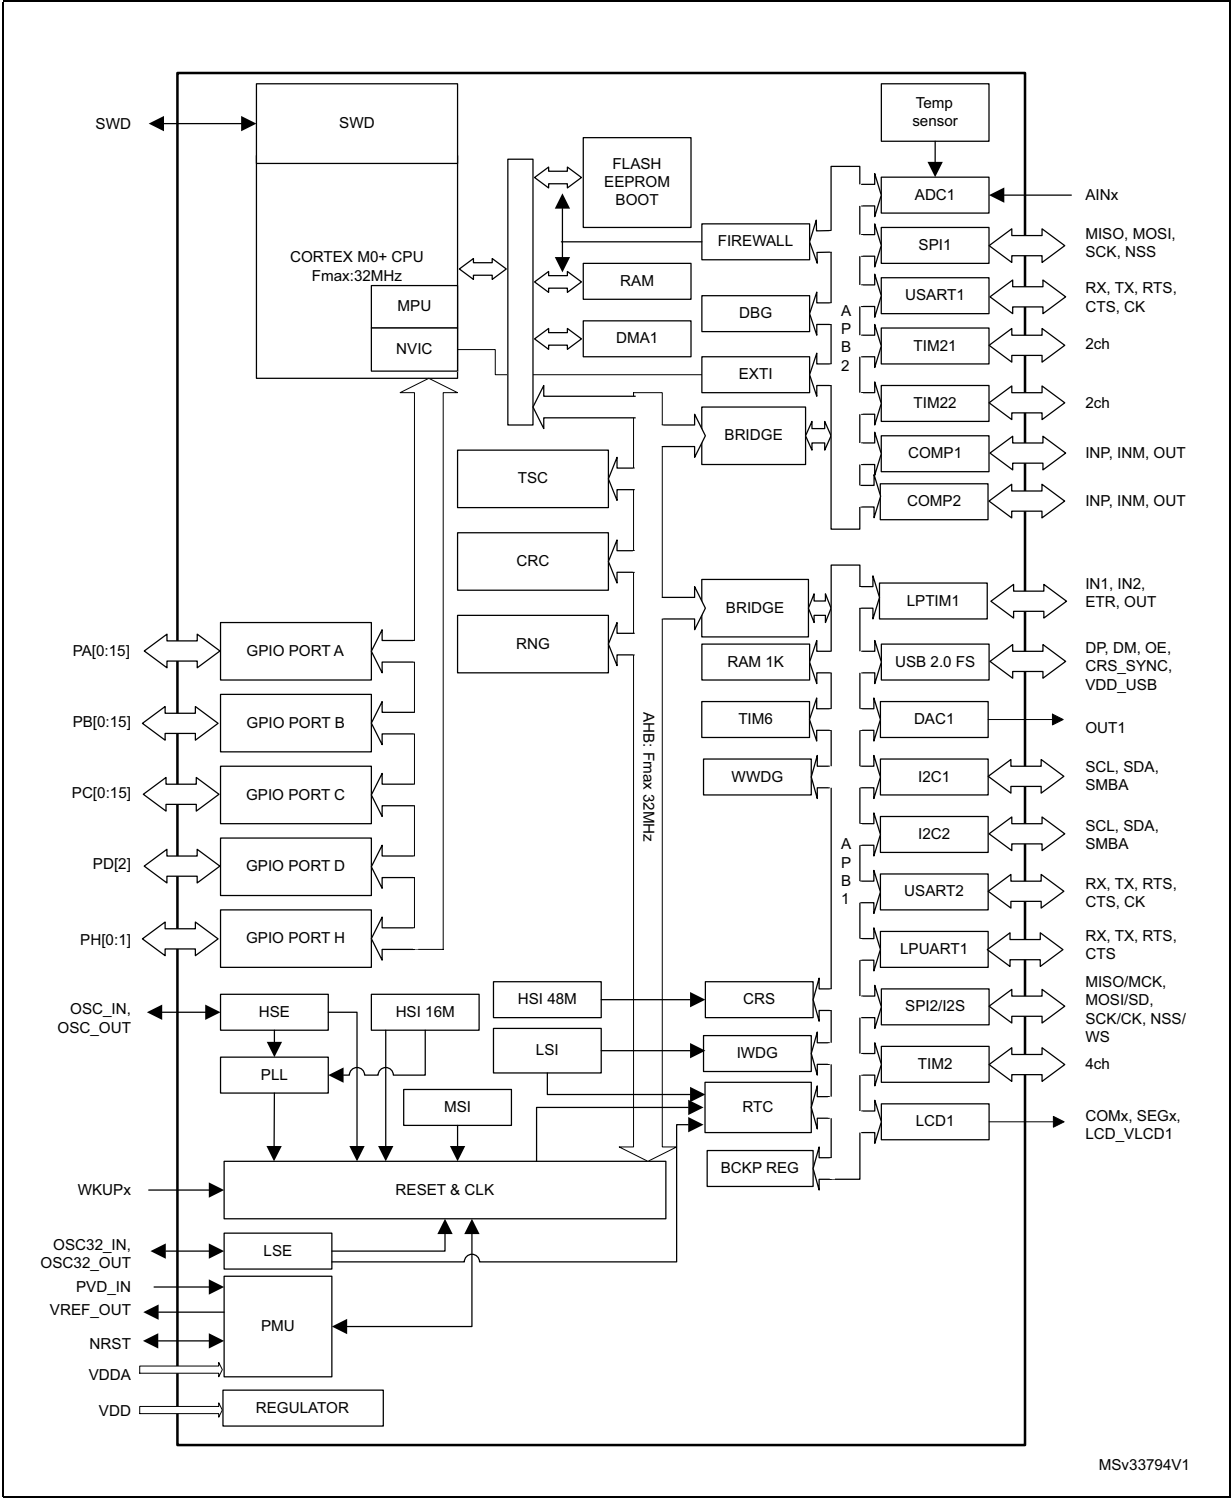 SWD
SWD
Temp
sensor
FLASH
EEPROM
BOOT
ADC1
AINx
CORTEX M0+ CPU
Fmax:32MHz
FIREWALL
SPI1
MISO, MOSI,
SCK, NSS
RAM
MPU
DBG
USART1
RX, TX, RTS,
CTS, CK
NVIC
DMA1
A
P
B
2
TIM21
2ch
EXTI
TIM22
2ch
BRIDGE
COMP1
INP, INM, OUT
TSC
COMP2
INP, INM, OUT
CRC
BRIDGE
LPTIM1
IN1, IN2,
ETR, OUT
RNG
PA[0:15]
GPIO PORT A
RAM 1K
USB 2.0 FS
DP, DM, OE,
CRS_SYNC,
VDD_USB
PB[0:15]
GPIO PORT B
AHB: Fmax 32MHz
TIM6
DAC1
OUT1
WWDG
I2C1
SCL, SDA,
SMBA
PC[0:15]
GPIO PORT C
I2C2
SCL, SDA,
SMBA
PD[2]
GPIO PORT D
A
P
B
1
USART2
RX, TX, RTS,
CTS, CK
PH[0:1]
GPIO PORT H
LPUART1
RX, TX, RTS,
CTS
OSC_IN,
OSC_OUT
HSE
HSI 16M
HSI 48M
CRS
SPI2/I2S
MISO/MCK,
MOSI/SD,
SCK/CK, NSS/
WS
PLL
LSI
IWDG
TIM2
4ch
MSI
RTC
LCD1
COMx, SEGx,
LCD_VLCD1
BCKP REG
WKUPx
RESET & CLK
OSC32_IN,
OSC32_OUT
LSE
PVD_IN
VREF_OUT
PMU
NRST
VDDA
VDD
REGULATOR
MSv33794V1